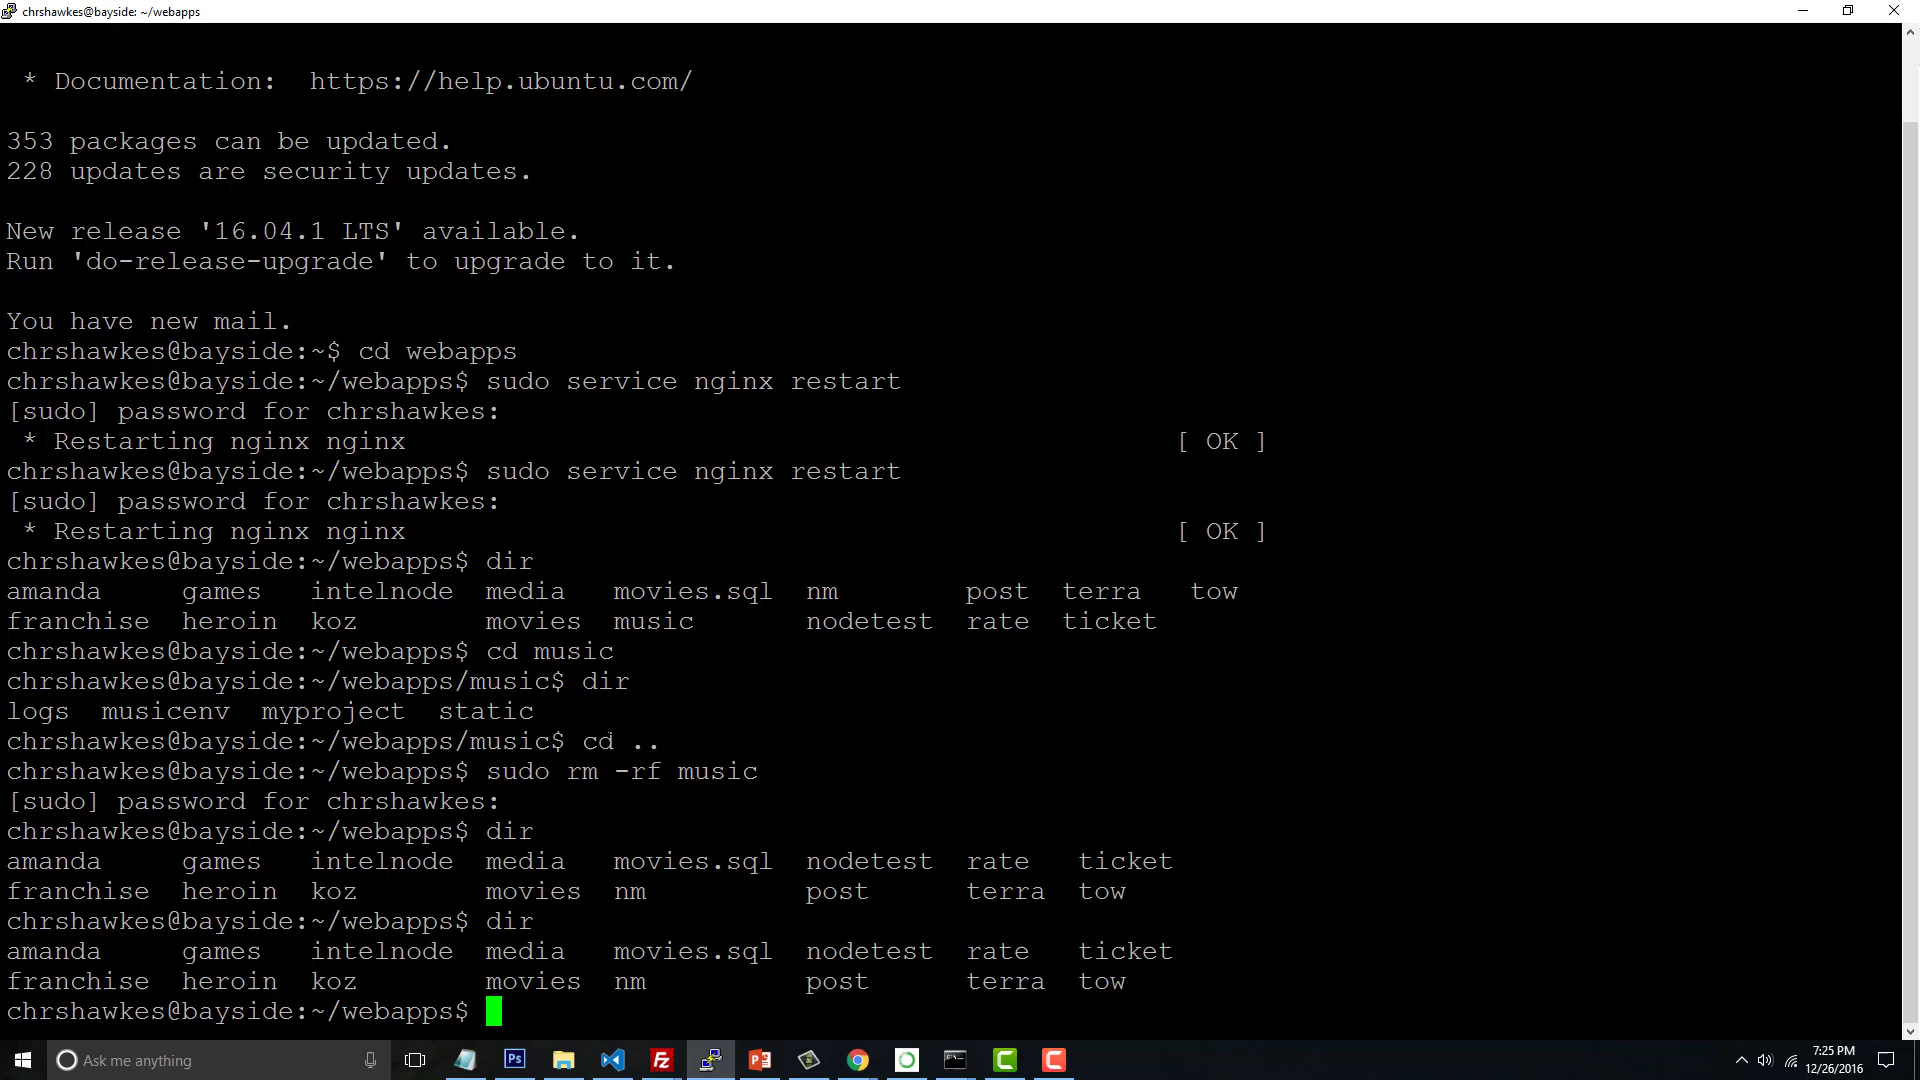 chrshawkes@bayside: ~/webapps
* Documentation:  https://help.ubuntu.com/
353 packages can be updated.
228 updates are security updates.
New release '16.04.1 LTS' available.
Run 'do-release-upgrade' to upgrade to it.
You have new mail.
chrshawkes@bayside:~$ cd webapps
chrshawkes@bayside:~/webapps$ sudo service nginx restart
[sudo] password for chrshawkes:
* Restarting nginx nginx [ OK ]
chrshawkes@bayside:~/webapps$ sudo service nginx restart
[sudo] password for chrshawkes:
* Restarting nginx nginx [ OK ]
chrshawkes@bayside:~/webapps$ dir
amanda games intelnode media movies.sql nm post terra tow
franchise heroin koz movies music nodetest rate ticket
chrshawkes@bayside:~/webapps$ cd music
chrshawkes@bayside:~/webapps/music$ dir
logs musicenv myproject static
chrshawkes@bayside:~/webapps/music$ cd ..
chrshawkes@bayside:~/webapps$ sudo rm -rf music
[sudo] password for chrshawkes:
chrshawkes@bayside:~/webapps$ dir
amanda games intelnode media movies.sql nodetest rate ticket
franchise heroin koz movies nm post terra tow
chrshawkes@bayside:~/webapps$ dir
amanda games intelnode media movies.sql nodetest rate ticket
franchise heroin koz movies nm post terra tow
chrshawkes@bayside:~/webapps$
Ask me anything
Ps
Fz
7:25 PM
12/26/2016